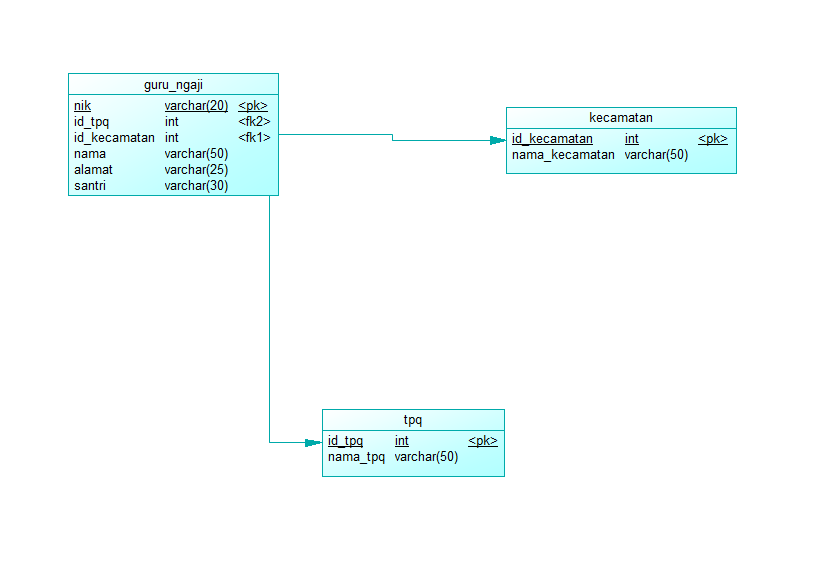 guru_ngaji
nik varchar(20) <pk>
id_tpq int <fk2>
id_kecamatan int <fk1>
nama varchar(50)
alamat varchar(25)
santri varchar(30)
kecamatan
id_kecamatan int <pk>
nama_kecamatan varchar(50)
tpq
id_tpq int <pk>
nama_tpq varchar(50)